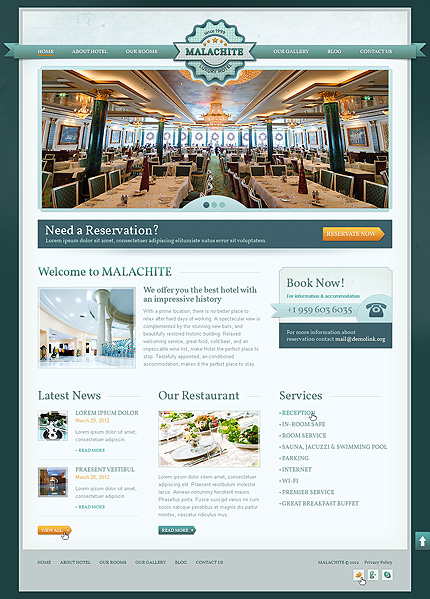 since 1999
HOME
ABOUT HOTEL
OUR ROOMS
MALACHITE
LUXURY HOTEL
OUR GALLERY
BLOG
CONTACT US
Need a Reservation?
Lorem ipsum dolor sit amet, consectetuer adipiscing elitumiste natus error sit voluptatem.
RESERVATE NOW
Welcome to MALACHITE
We offer you the best hotel with
an impressive history
With a prime location, there is no better place to
relax after hard days of working. A spectacular view is
complemented by the stunning new bars, and
beautifully restored historic building. Relaxed
welcoming service, great food, cold beer, and an
impeccable wine list, make Hotel the perfect place to
stop. Tastefully appointed, air-conditioned
accommodation, makes it the perfect place to stay.
Book Now!
For information & accommodation
+1 959 603 6035
For more information about
reservation contact mail@demolink.org
Latest News
LOREM IPSUM DOLOR
March 29, 2012
Lorem ipsum dolor sit
amet, consectetuer
adipiscing.
READ MORE
PRAESENT VESTIBUL
March 29, 2012
Lorem ipsum dolor sit
amet, consectetuer
adipiscing.
READ MORE
VIEW ALL
Our Restaurant
Lorem ipsum dolor sit amet, consectetuer
adipiscing elit. Praesent vestibulum molestie
lacus. Aenean nonummy hendrerit mauris
Phasellus porta. Fusce suscipit varius mi cum
sociis natoque penatibus et magnis dis
montes, nascetur ridiculus mus.
READ MORE
Services
RECEPTION
IN-ROOM SAFE
ROOM SERVICE
SAUNA, JACUZZI & SWIMMING POOL
PARKING
INTERNET
WI-FI
PREMIER SERVICE
GREAT BREAKFAST BUFFET
HOME
ABOUT HOTEL
OUR ROOMS
OUR GALLERY
BLOG
CONTACT US
MALACHITE © 2012
Privacy Policy